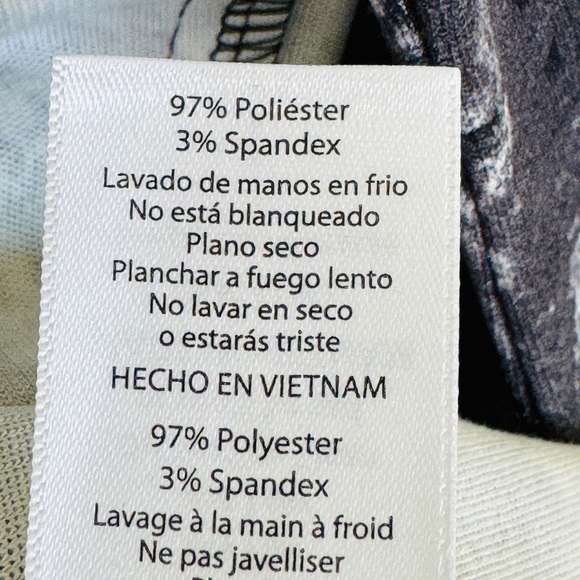 97% Poliéster
3% Spandex
Lavado de manos en frio
No está blanqueado
Plano seco
Planchar a fuego lento
No lavar en seco
o estarás triste
HECHO EN VIETNAM
97% Polyester
3% Spandex
Lavage à la main à froid
Ne pas javelliser